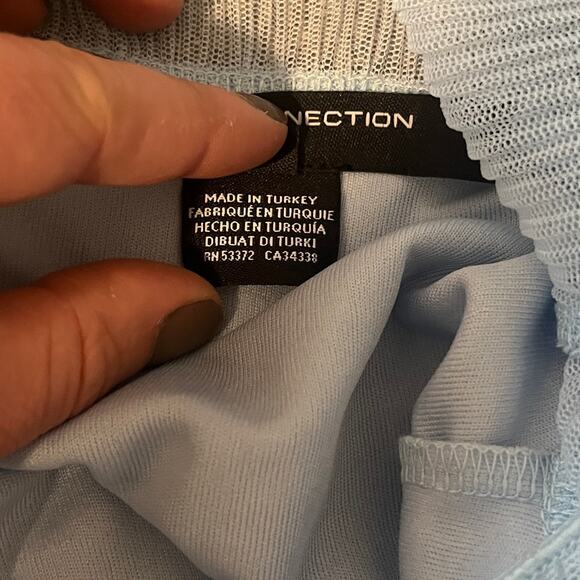 NECTION
MADE IN TURKEY
FABRIQUÉ EN TURQUIE
HECHO EN TURQUÍA
DIBUAT DI TURKI
RN 53372 CA34338